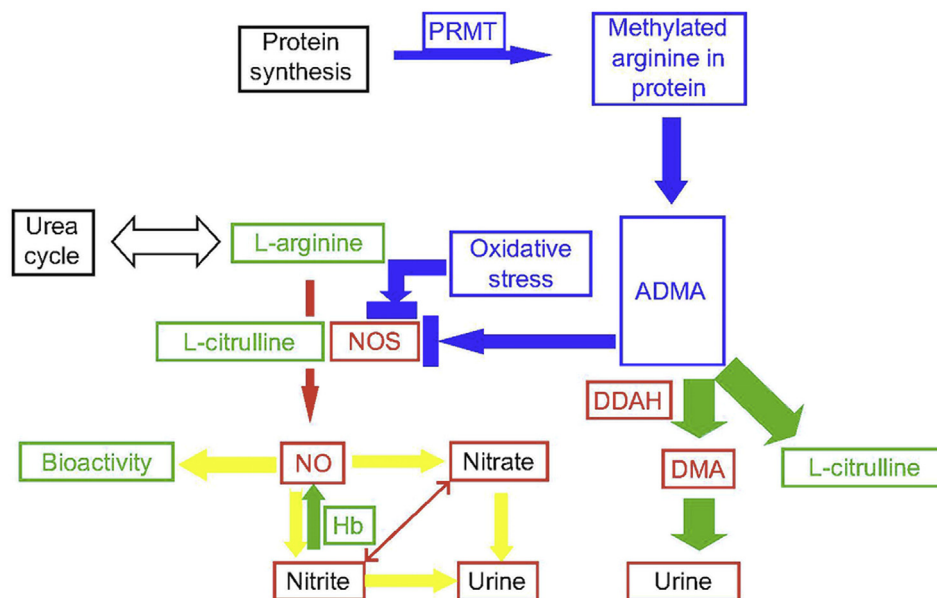 Protein
synthesis
PRMT
Methylated
arginine in
protein
Urea
cycle
L-arginine
Oxidative
stress
ADMA
L-citrulline
NOS
DDAH
Bioactivity
NO
Nitrate
DMA
L-citrulline
Hb
Nitrite
Urine
Urine